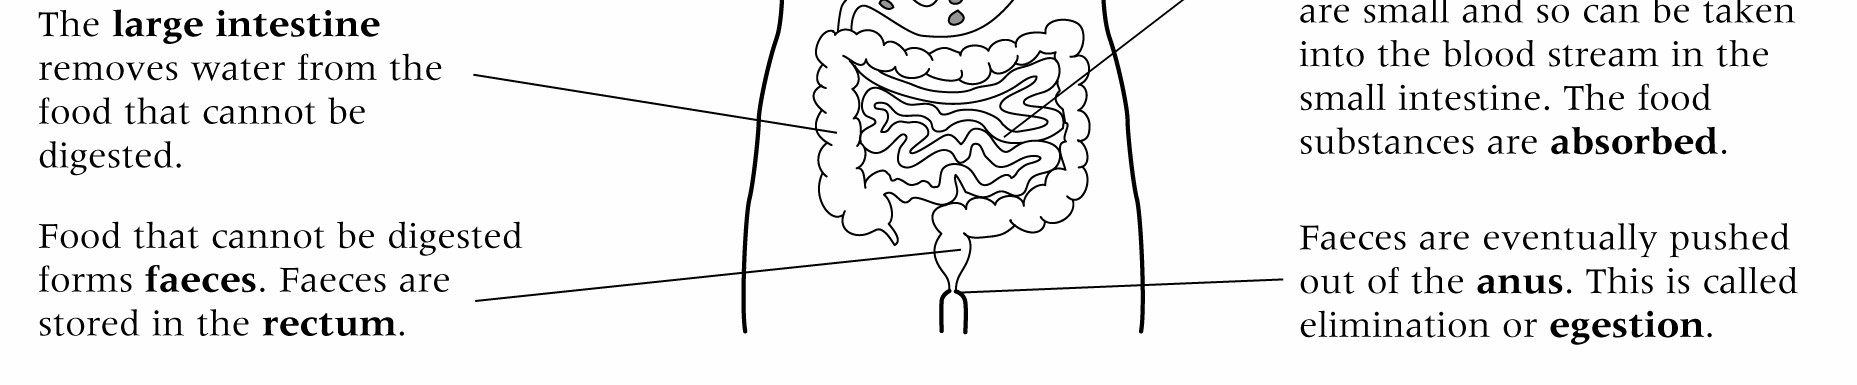 The large intestine
removes water from the
food that cannot be
digested.
Food that cannot be digested
forms faeces. Faeces are
stored in the rectum.
are small and so can be taken
into the blood stream in the
small intestine. The food
substances are absorbed.
Faeces are eventually pushed
out of the anus. This is called
elimination or egestion.